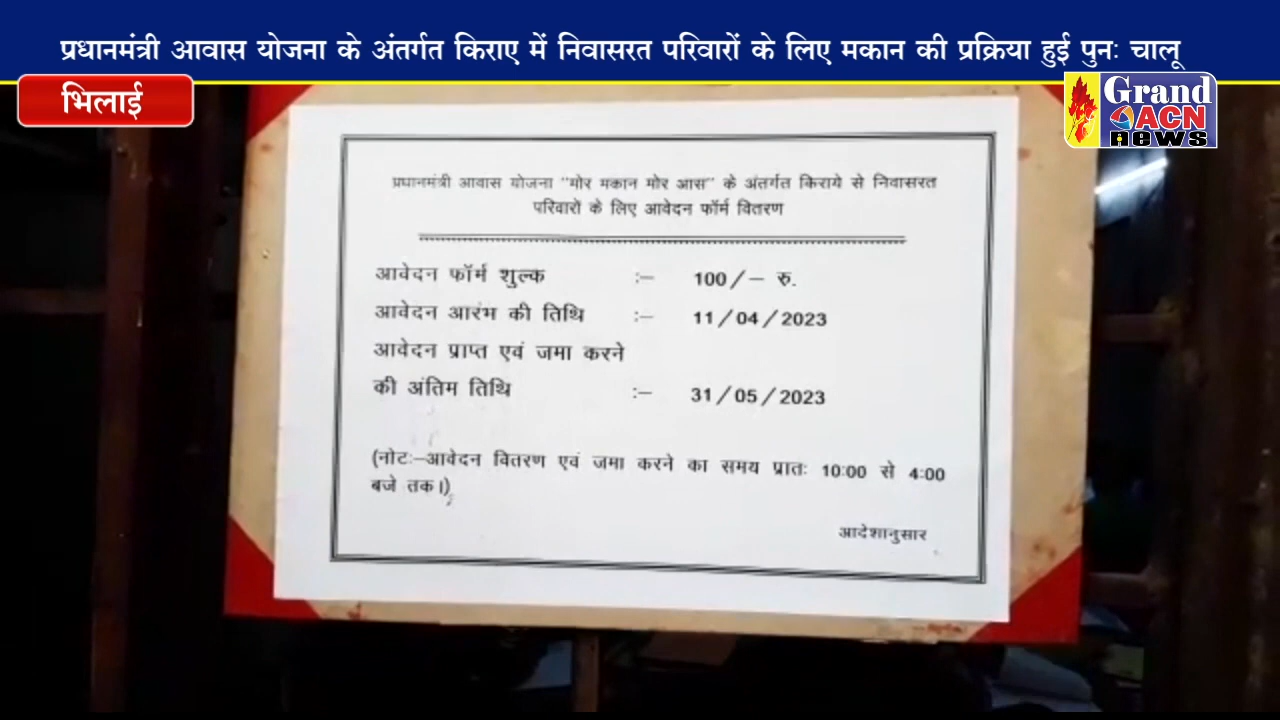 प्रधानमंत्री आवास योजना के अंतर्गत किराए में निवासरत परिवारों के लिए मकान की प्रक्रिया हुई पुनः चालू
भिलाई
Grand
ACN
news
प्रधानमंत्री आवास योजना "मोर मकान मोर आस" के अंतर्गत किराये से निवासरत
परिवारों के लिए आवेदन फॉर्म वितरण
आवेदन फॉर्म शुल्क :– 100/– रु.
आवेदन आरंभ की तिथि :– 11/04/2023
आवेदन प्राप्त एवं जमा करने
की अंतिम तिथि :– 31/05/2023
(नोटः–आवेदन वितरण एवं जमा करने का समय प्रातः 10:00 से 4:00
बजे तक।)
आदेशानुसार